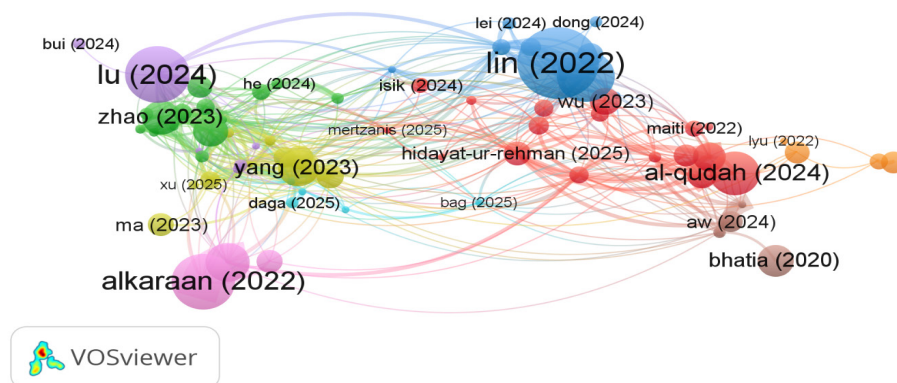 lei (2024)
dong (2024)
bui (2024)
lin (2022)
lu (2024)
he (2024)
isik (2024)
wu (2023)
zhao (2023)
mertzanis (2025)
maiti (2022)
lyu (2022)
hidayat-ur-rehman (2025)
yang (2023)
al-qudah (2024)
xu (2025)
daga (2025)
bag (2025)
ma (2023)
aw (2024)
bhatia (2020)
alkaraan (2022)
VOSviewer